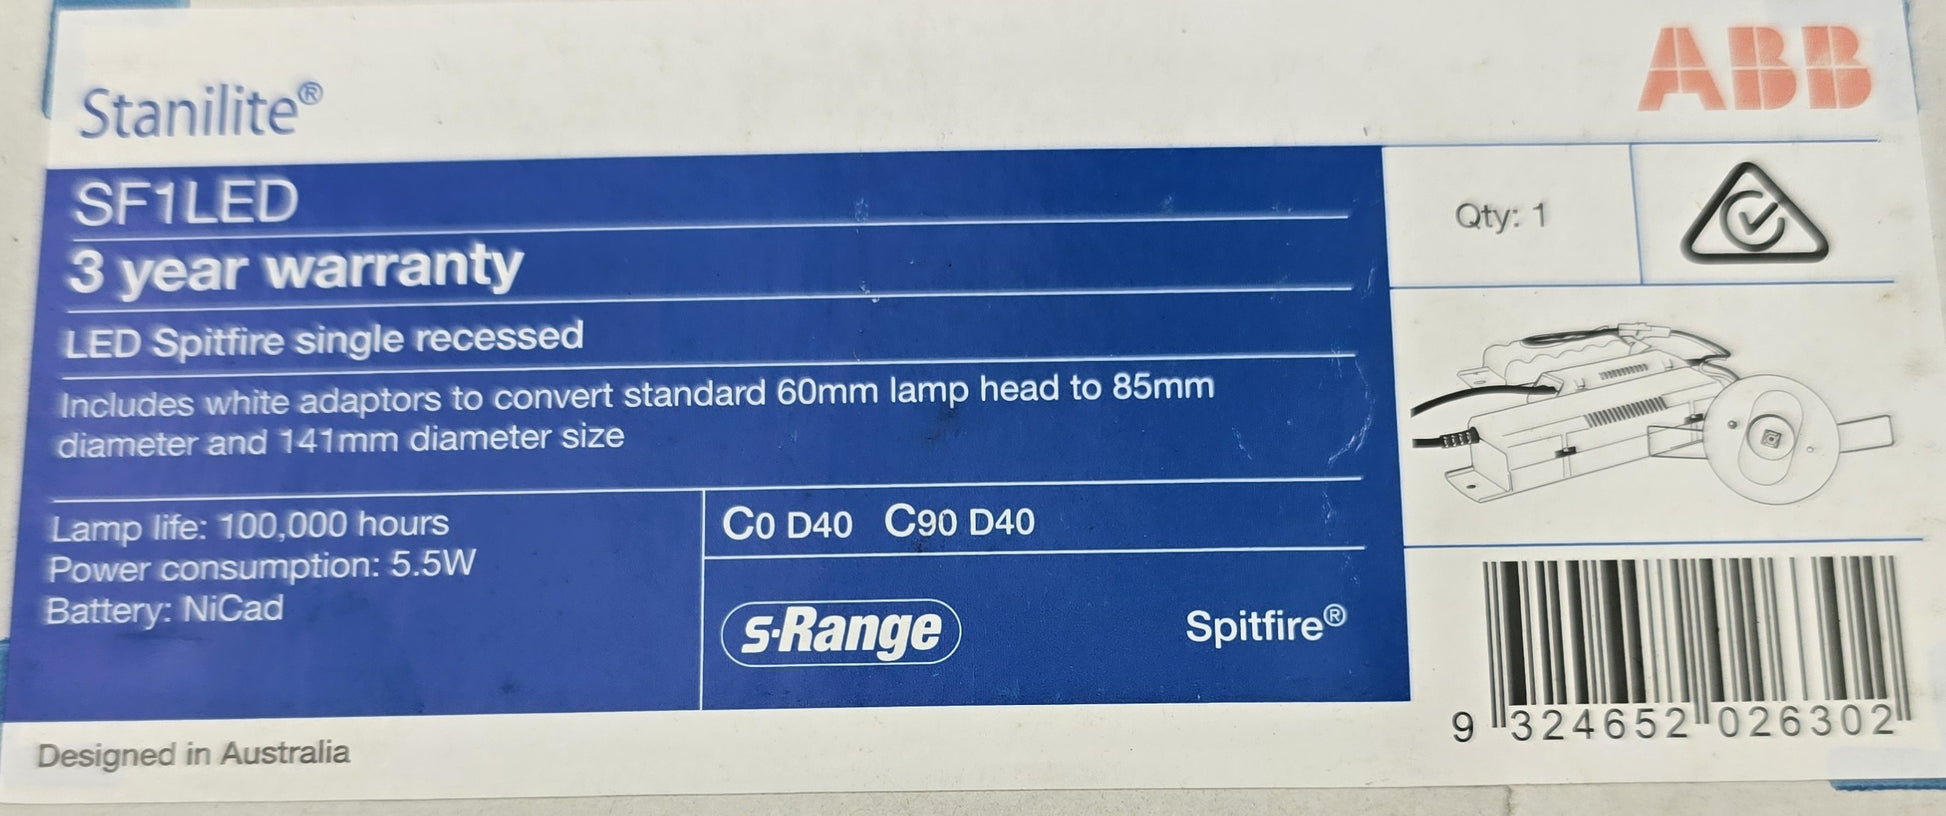 Stanilite®
ABB
SF1LED
3 year warranty
LED Spitfire single recessed
Includes white adaptors to convert standard 60mm lamp head to 85mm
diameter and 141mm diameter size
Lamp life: 100,000 hours
Power consumption: 5.5W
Battery: NiCad
C0 D40 C90 D40
s-Range
Spitfire®
Qty: 1
9 324652 026302
Designed in Australia